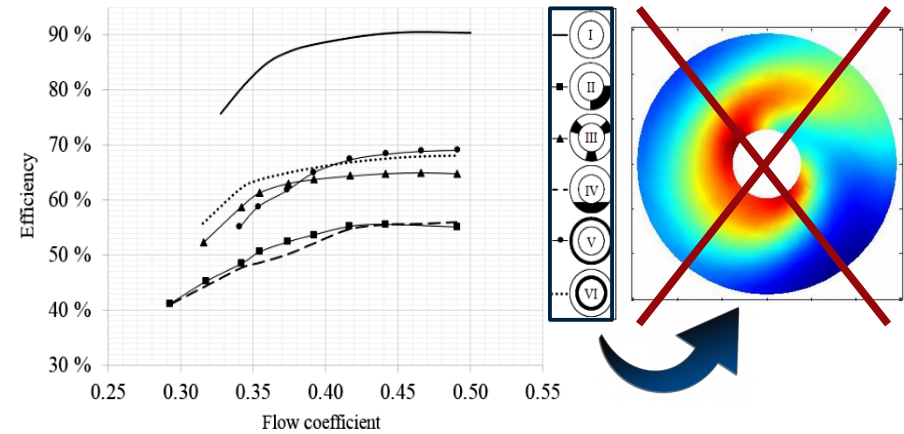 90 %
80 %
70 %
60 %
50 %
40 %
30 %
Efficiency
0.25 0.30 0.35 0.40 0.45 0.50 0.55
Flow coefficient
I
II
III
IV
V
VI